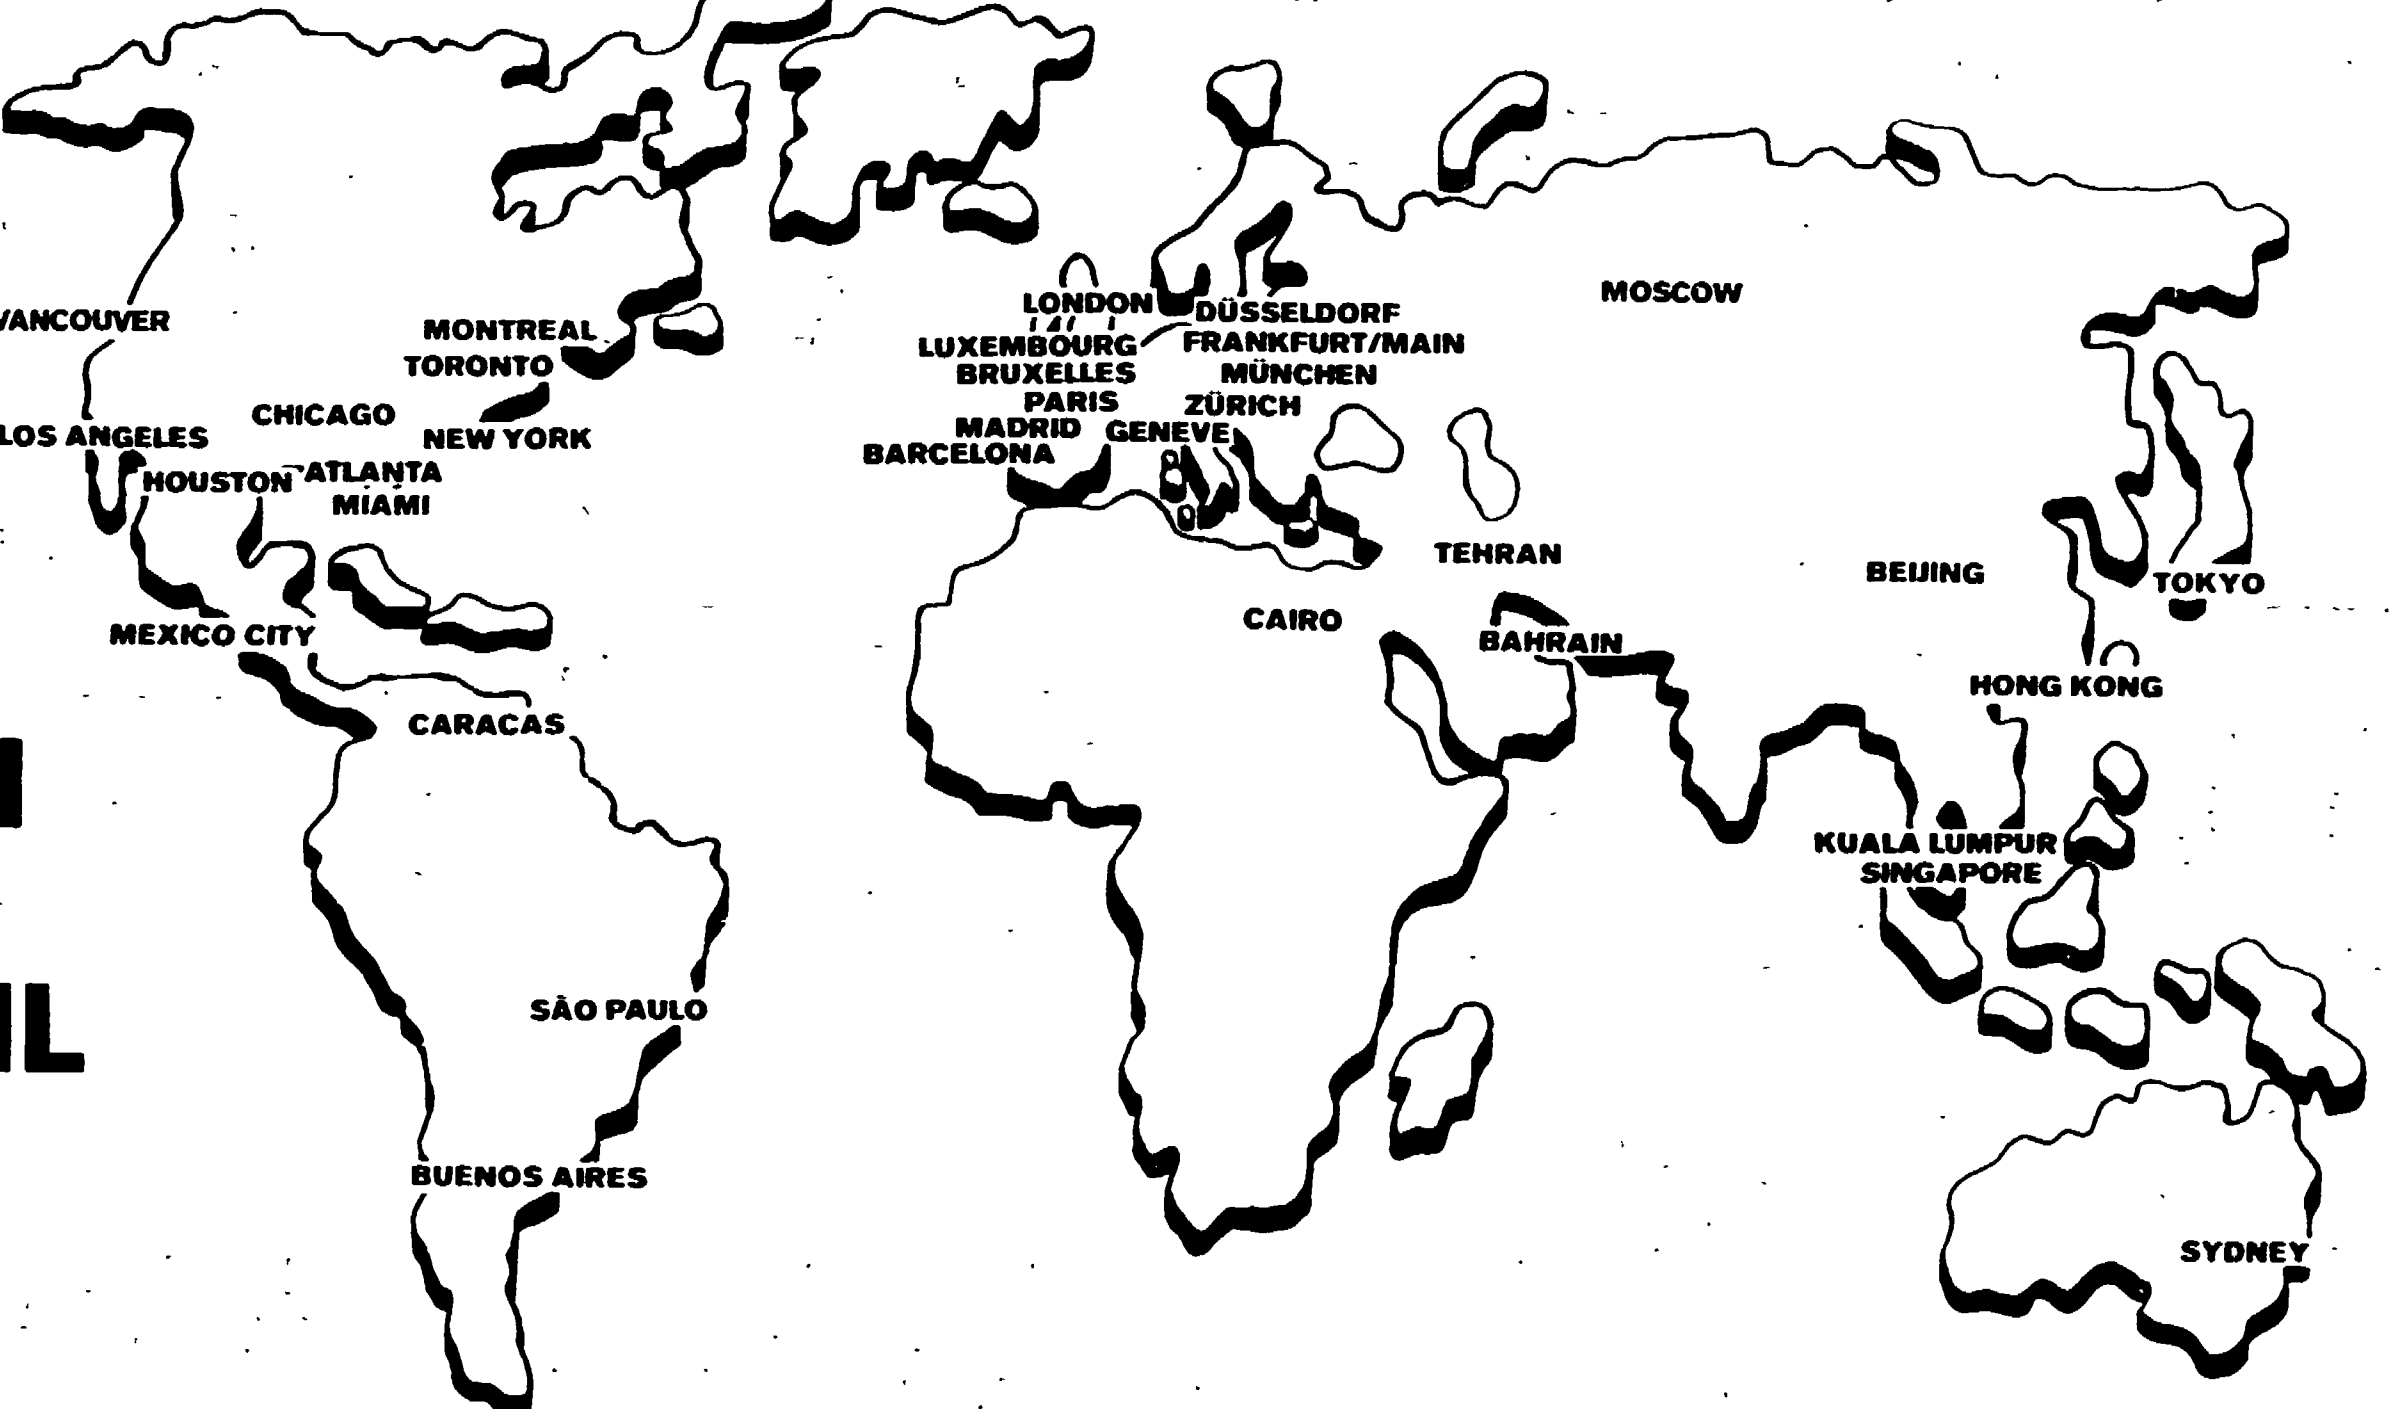 VANCOUVER
MONTREAL
TORONTO
CHICAGO
NEW YORK
LOS ANGELES
HOUSTON
ATLANTA
MIAMI
MEXICO CITY
CARACAS
SÃO PAULO
BUENOS AIRES
LONDON
LUXEMBOURG
BRUXELLES
PARIS
MADRID
BARCELONA
DÜSSELDORF
FRANKFURT/MAIN
MÜNCHEN
ZÜRICH
GENEVE
MOSCOW
TEHRAN
CAIRO
BAHRAIN
BEIJING
TOKYO
HONG KONG
KUALA LUMPUR
SINGAPORE
SYDNEY